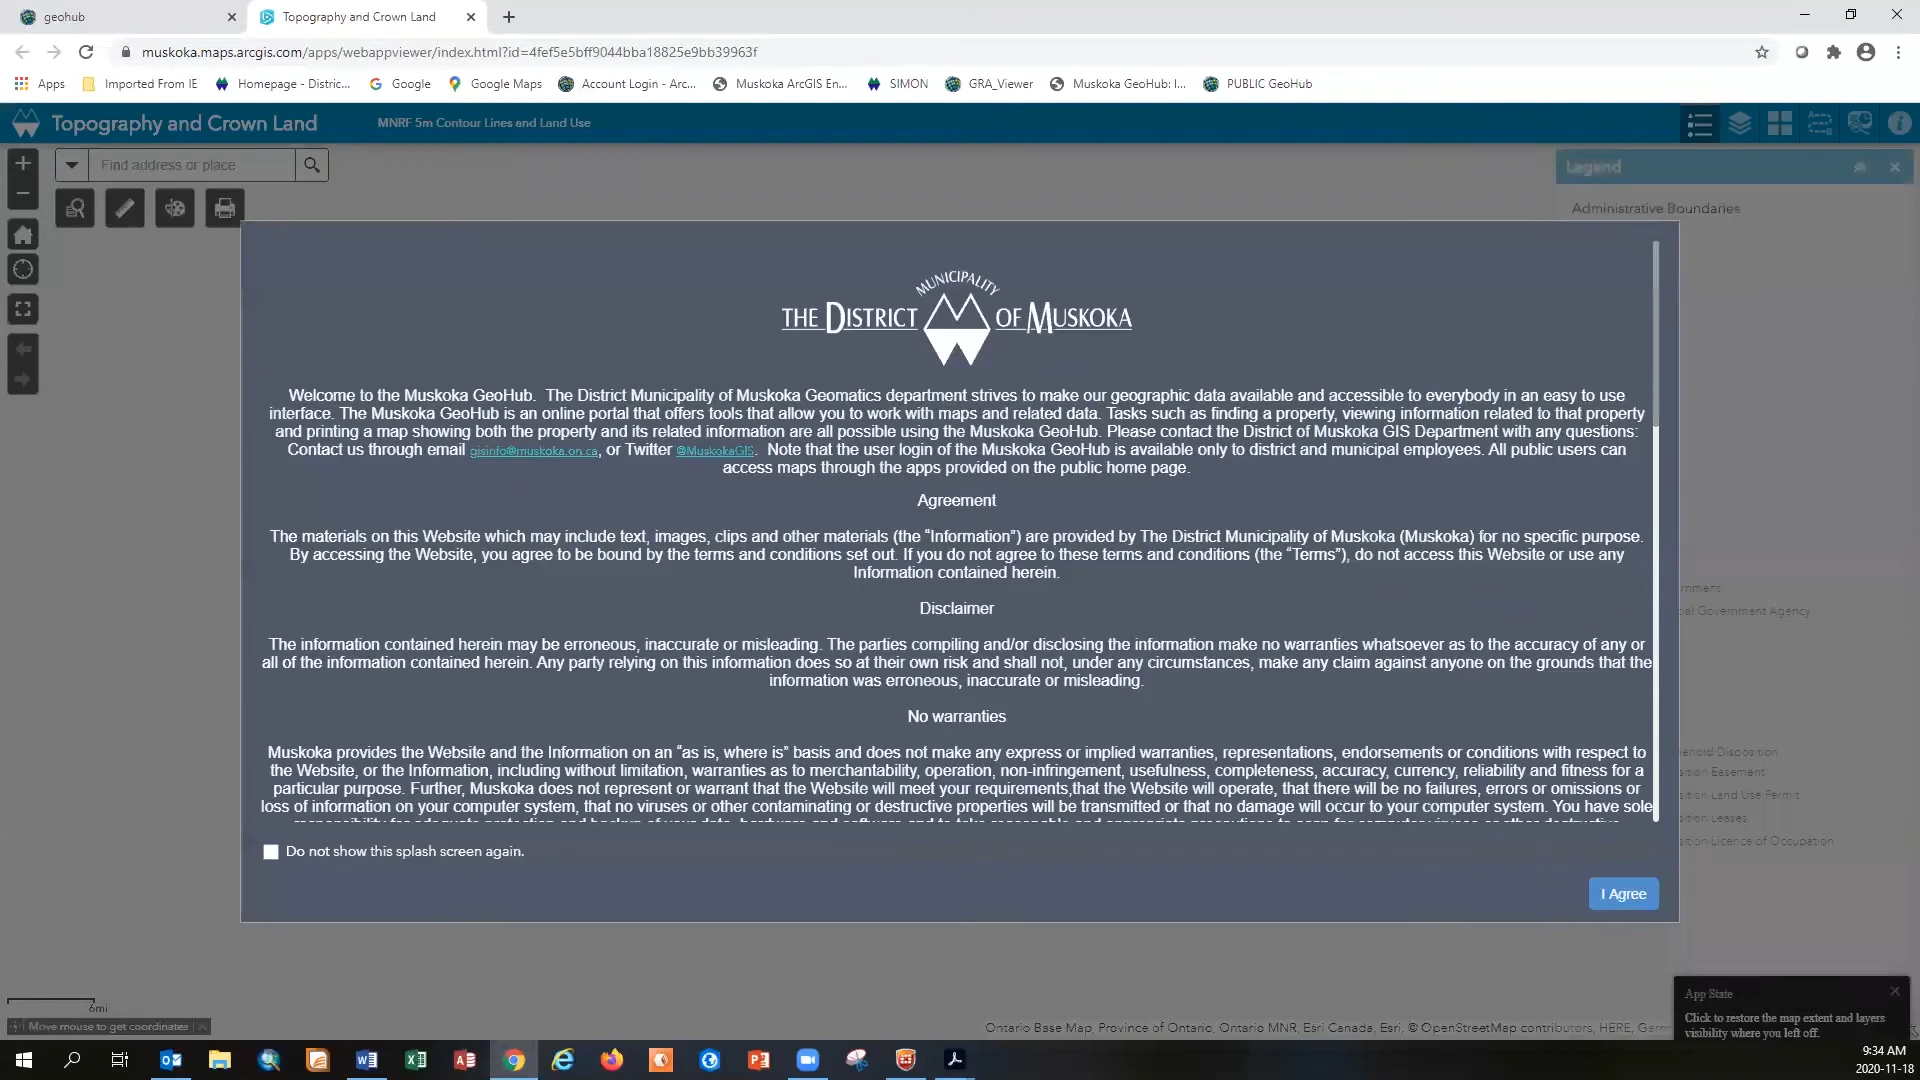 geohub
Topography and Crown Land
muskoka.maps.arcgis.com/apps/webappviewer/index.html?id=4fef5e5bff9044bba18825e9bb39963f
Apps
Imported From IE
Homepage - Distric...
Google
Google Maps
Account Login - Arc...
Muskoka ArcGIS En...
SIMON
GRA_Viewer
Muskoka GeoHub: I...
PUBLIC GeoHub
Topography and Crown Land
MNRF 5m Contour Lines and Land Use
Find address or place
Legend
Administrative Boundaries
MUNICIPALITY
THE DISTRICT OF MUSKOKA
Welcome to the Muskoka GeoHub.  The District Municipality of Muskoka Geomatics department strives to make our geographic data available and accessible to everybody in an easy to use
interface. The Muskoka GeoHub is an online portal that offers tools that allow you to work with maps and related data. Tasks such as finding a property, viewing information related to that property
and printing a map showing both the property and its related information are all possible using the Muskoka GeoHub. Please contact the District of Muskoka GIS Department with any questions:
Contact us through email gisinfo@muskoka.on.ca, or Twitter @MuskokaGIS.  Note that the user login of the Muskoka GeoHub is available only to district and municipal employees. All public users can
access maps through the apps provided on the public home page.
Agreement
The materials on this Website which may include text, images, clips and other materials (the “Information”) are provided by The District Municipality of Muskoka (Muskoka) for no specific purpose.
By accessing the Website, you agree to be bound by the terms and conditions set out. If you do not agree to these terms and conditions (the “Terms”), do not access this Website or use any
Information contained herein.
Disclaimer
The information contained herein may be erroneous, inaccurate or misleading. The parties compiling and/or disclosing the information make no warranties whatsoever as to the accuracy of any or
all of the information contained herein. Any party relying on this information does so at their own risk and shall not, under any circumstances, make any claim against anyone on the grounds that the
information was erroneous, inaccurate or misleading.
No warranties
Muskoka provides the Website and the Information on an “as is, where is” basis and does not make any express or implied warranties, representations, endorsements or conditions with respect to
the Website, or the Information, including without limitation, warranties as to merchantability, operation, non-infringement, usefulness, completeness, accuracy, currency, reliability and fitness for a
particular purpose. Further, Muskoka does not represent or warrant that the Website will meet your requirements,that the Website will operate, that there will be no failures, errors or omissions or
loss of information on your computer system, that no viruses or other contaminating or destructive properties will be transmitted or that no damage will occur to your computer system. You have sole
Government Agency
Disposition
Easement
Land Use Permit
Leases
Licence of Occupation
Do not show this splash screen again.
I Agree
App State
Click to restore the map extent and layers
visibility where you left off.
6mi
Move mouse to get coordinates
Ontario Base Map, Province of Ontario, Ontario MNR, Esri Canada, Esri, © OpenStreetMap contributors, HERE, Garm
9:34 AM
2020-11-18